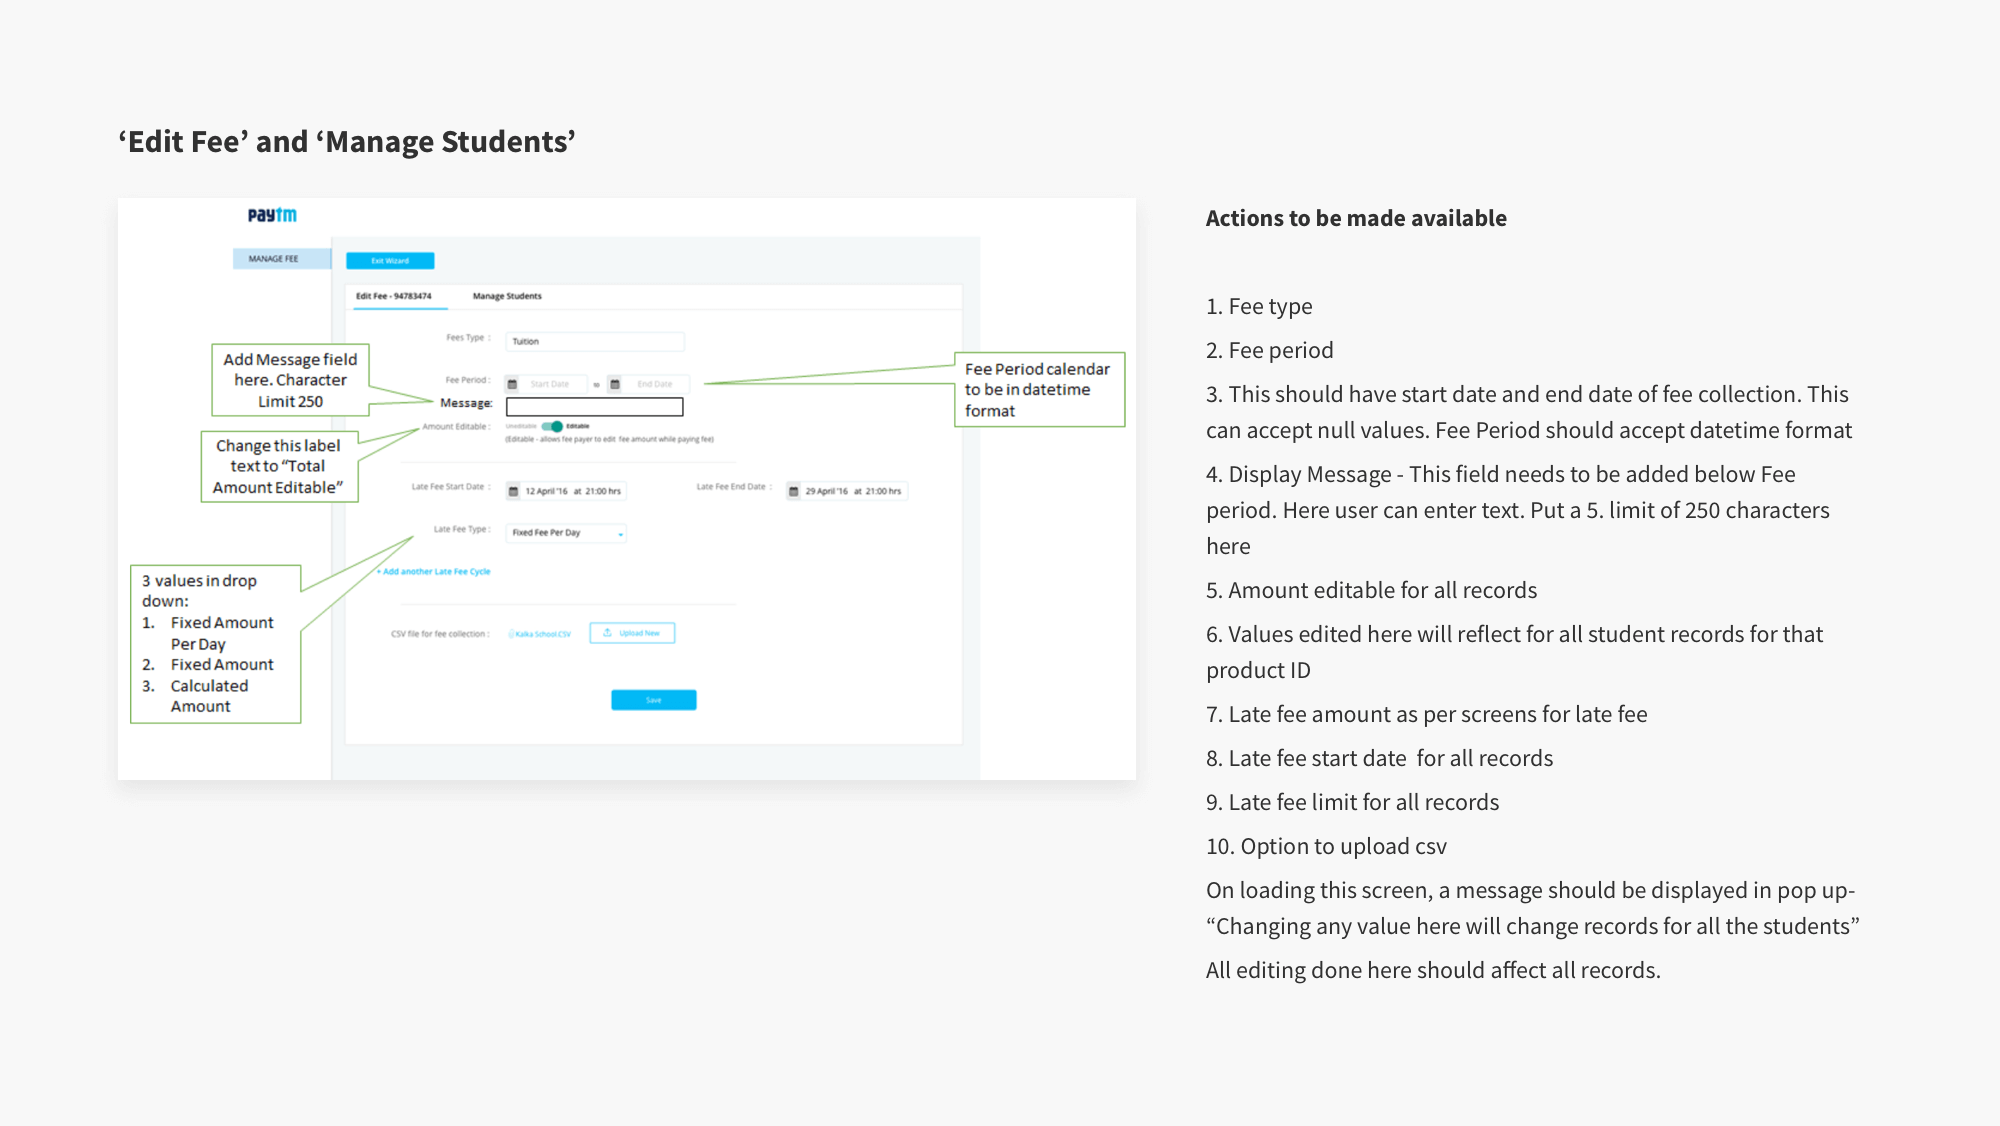 ‘Edit Fee’ and ‘Manage Students’
paytm
MANAGE FEE
Exit Wizard
Edit Fee - 94783474
Manage Students
Fees Type :
Tuition
Add Message field
here. Character
Limit 250
Fee Period :
Start Date
to
End Date
Fee Period calendar
to be in datetime
format
Message:
Amount Editable :
Uneditable
Editable
(Editable - allows fee payer to edit fee amount while paying fee)
Change this label
text to “Total
Amount Editable”
Late Fee Start Date :
12 April '16 at 21:00 hrs
Late Fee End Date :
29 April '16 at 21:00 hrs
Late Fee Type :
Fixed Fee Per Day
+ Add another Late Fee Cycle
3 values in drop
down:
1. Fixed Amount
Per Day
2. Fixed Amount
3. Calculated
Amount
CSV file for fee collection :
Kalka School.CSV
Upload New
Save
Actions to be made available
1. Fee type
2. Fee period
3. This should have start date and end date of fee collection. This
can accept null values. Fee Period should accept datetime format
4. Display Message - This field needs to be added below Fee
period. Here user can enter text. Put a 5. limit of 250 characters
here
5. Amount editable for all records
6. Values edited here will reflect for all student records for that
product ID
7. Late fee amount as per screens for late fee
8. Late fee start date  for all records
9. Late fee limit for all records
10. Option to upload csv
On loading this screen, a message should be displayed in pop up-
“Changing any value here will change records for all the students”
All editing done here should affect all records.